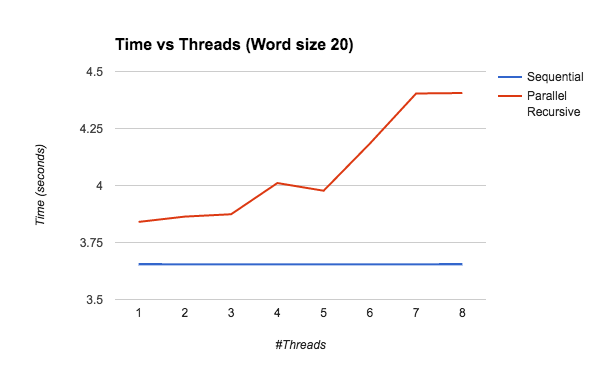 Time vs Threads (Word size 20)
4.5
4.25
4
3.75
3.5
Time (seconds)
1 2 3 4 5 6 7 8
#Threads
Sequential
Parallel
Recursive